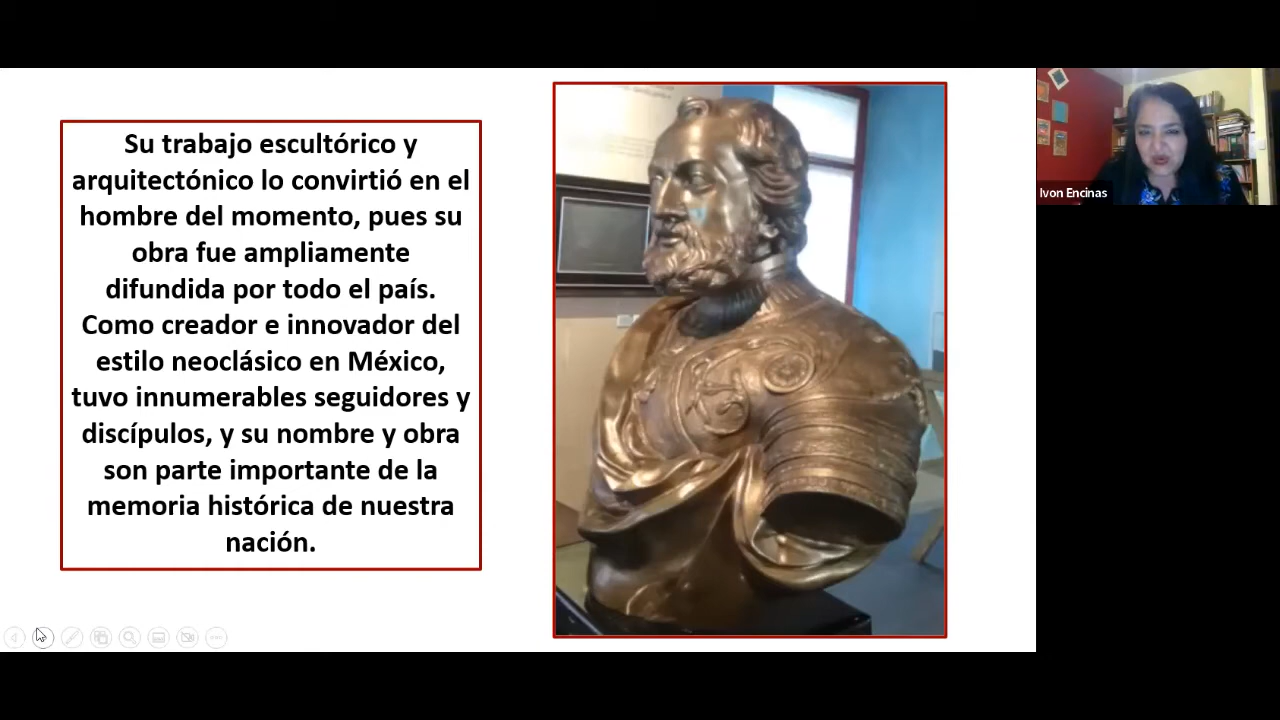 Su trabajo escultórico y
arquitectónico lo convirtió en el
hombre del momento, pues su
obra fue ampliamente
difundida por todo el país.
Como creador e innovador del
estilo neoclásico en México,
tuvo innumerables seguidores y
discípulos, y su nombre y obra
son parte importante de la
memoria histórica de nuestra
nación.
Ivon Encinas